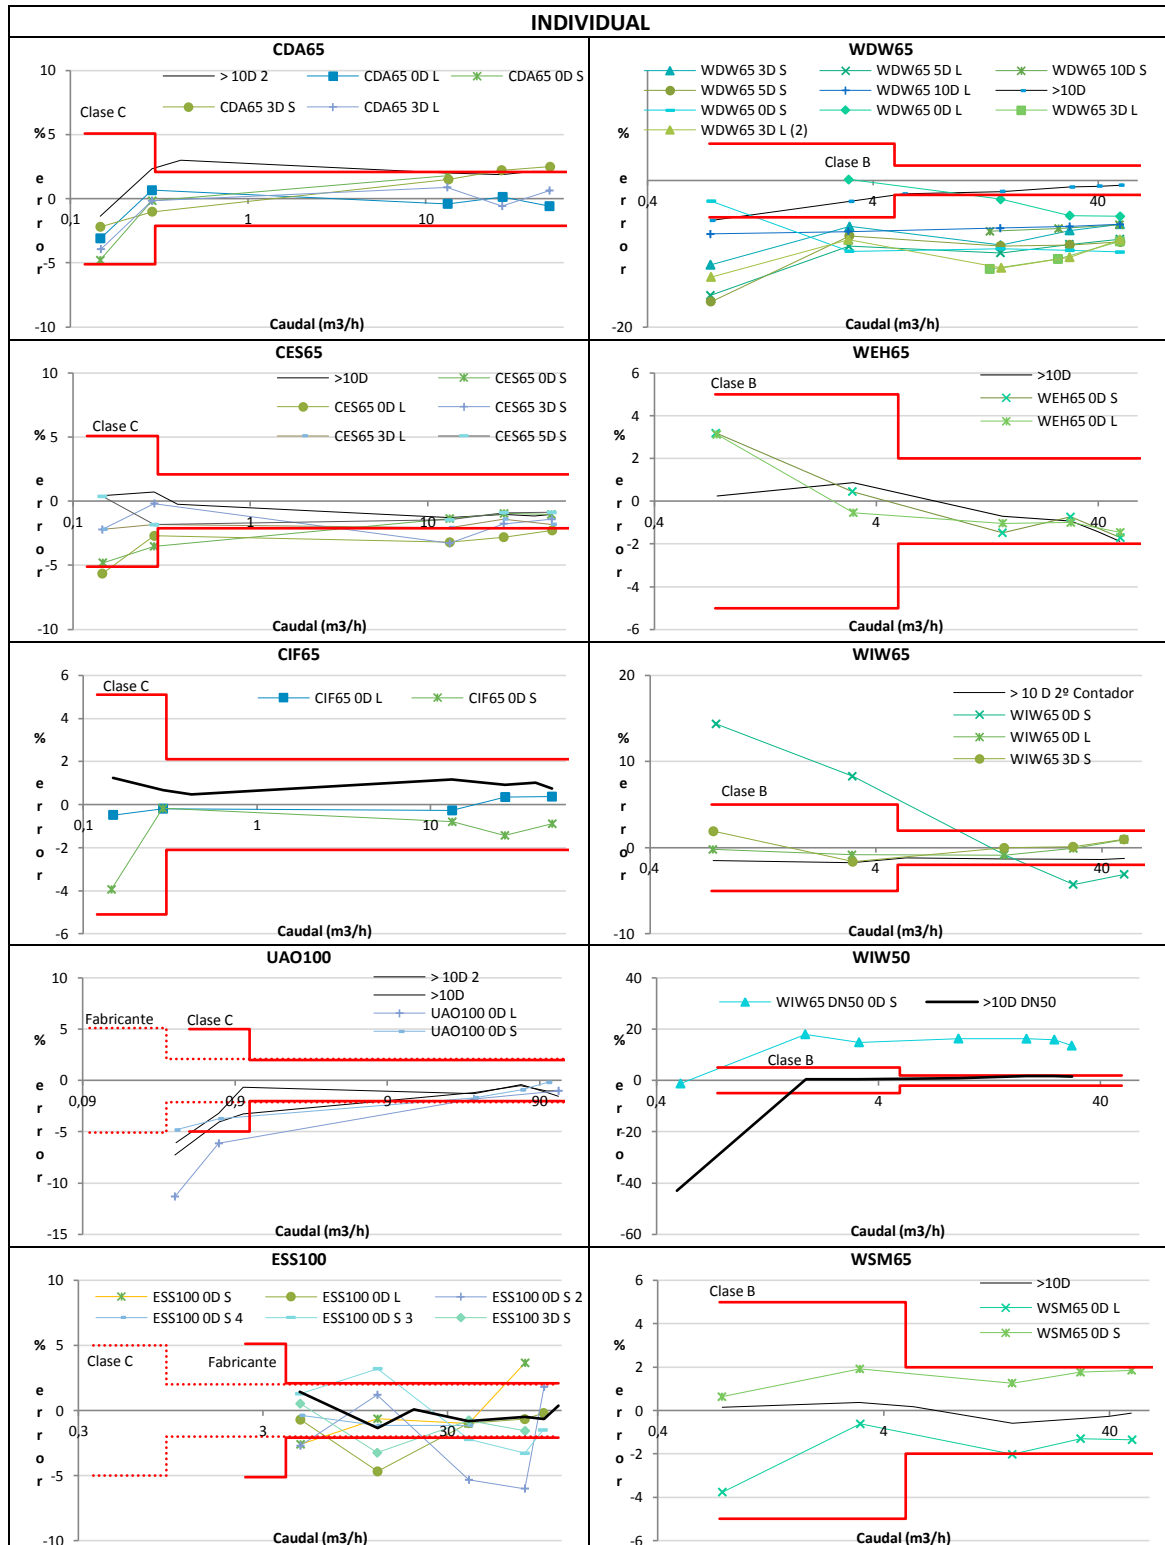 INDIVIDUAL
CDA65
> 10D 2
CDA65 0D L
CDA65 0D S
CDA65 3D S
CDA65 3D L
Clase C
10
5
0
-5
-10
0,1
1
10
% error
Caudal (m3/h)
WDW65
WDW65 3D S
WDW65 5D L
WDW65 10D S
WDW65 5D S
WDW65 10D L
>10D
WDW65 0D S
WDW65 0D L
WDW65 3D L
WDW65 3D L (2)
Clase B
-20
0,4
4
40
% error
Caudal (m3/h)
CES65
>10D
CES65 0D S
CES65 0D L
CES65 3D S
CES65 3D L
CES65 5D S
Clase C
10
5
0
-5
-10
0,1
1
10
% error
Caudal (m3/h)
WEH65
>10D
WEH65 0D S
WEH65 0D L
Clase B
6
4
2
0
-2
-4
-6
0,4
4
40
% error
Caudal (m3/h)
CIF65
CIF65 0D L
CIF65 0D S
Clase C
6
4
2
0
-2
-4
-6
0,1
1
10
% error
Caudal (m3/h)
WIW65
> 10 D 2º Contador
WIW65 0D S
WIW65 0D L
WIW65 3D S
Clase B
20
10
0
-10
0,4
4
40
% error
Caudal (m3/h)
UAO100
> 10D 2
>10D
UAO100 0D L
UAO100 0D S
Fabricante
Clase C
10
5
0
-5
-10
-15
0,09
0,9
9
90
% error
Caudal (m3/h)
WIW50
WIW65 DN50 0D S
>10D DN50
Clase B
40
20
0
-20
-40
-60
0,4
4
40
% error
Caudal (m3/h)
ESS100
ESS100 0D S
ESS100 0D L
ESS100 0D S 2
ESS100 0D S 4
ESS100 0D S 3
ESS100 3D S
Clase C
Fabricante
10
5
0
-5
-10
0,3
3
30
% error
Caudal (m3/h)
WSM65
>10D
WSM65 0D L
WSM65 0D S
Clase B
6
4
2
0
-2
-4
-6
0,4
4
40
% error
Caudal (m3/h)